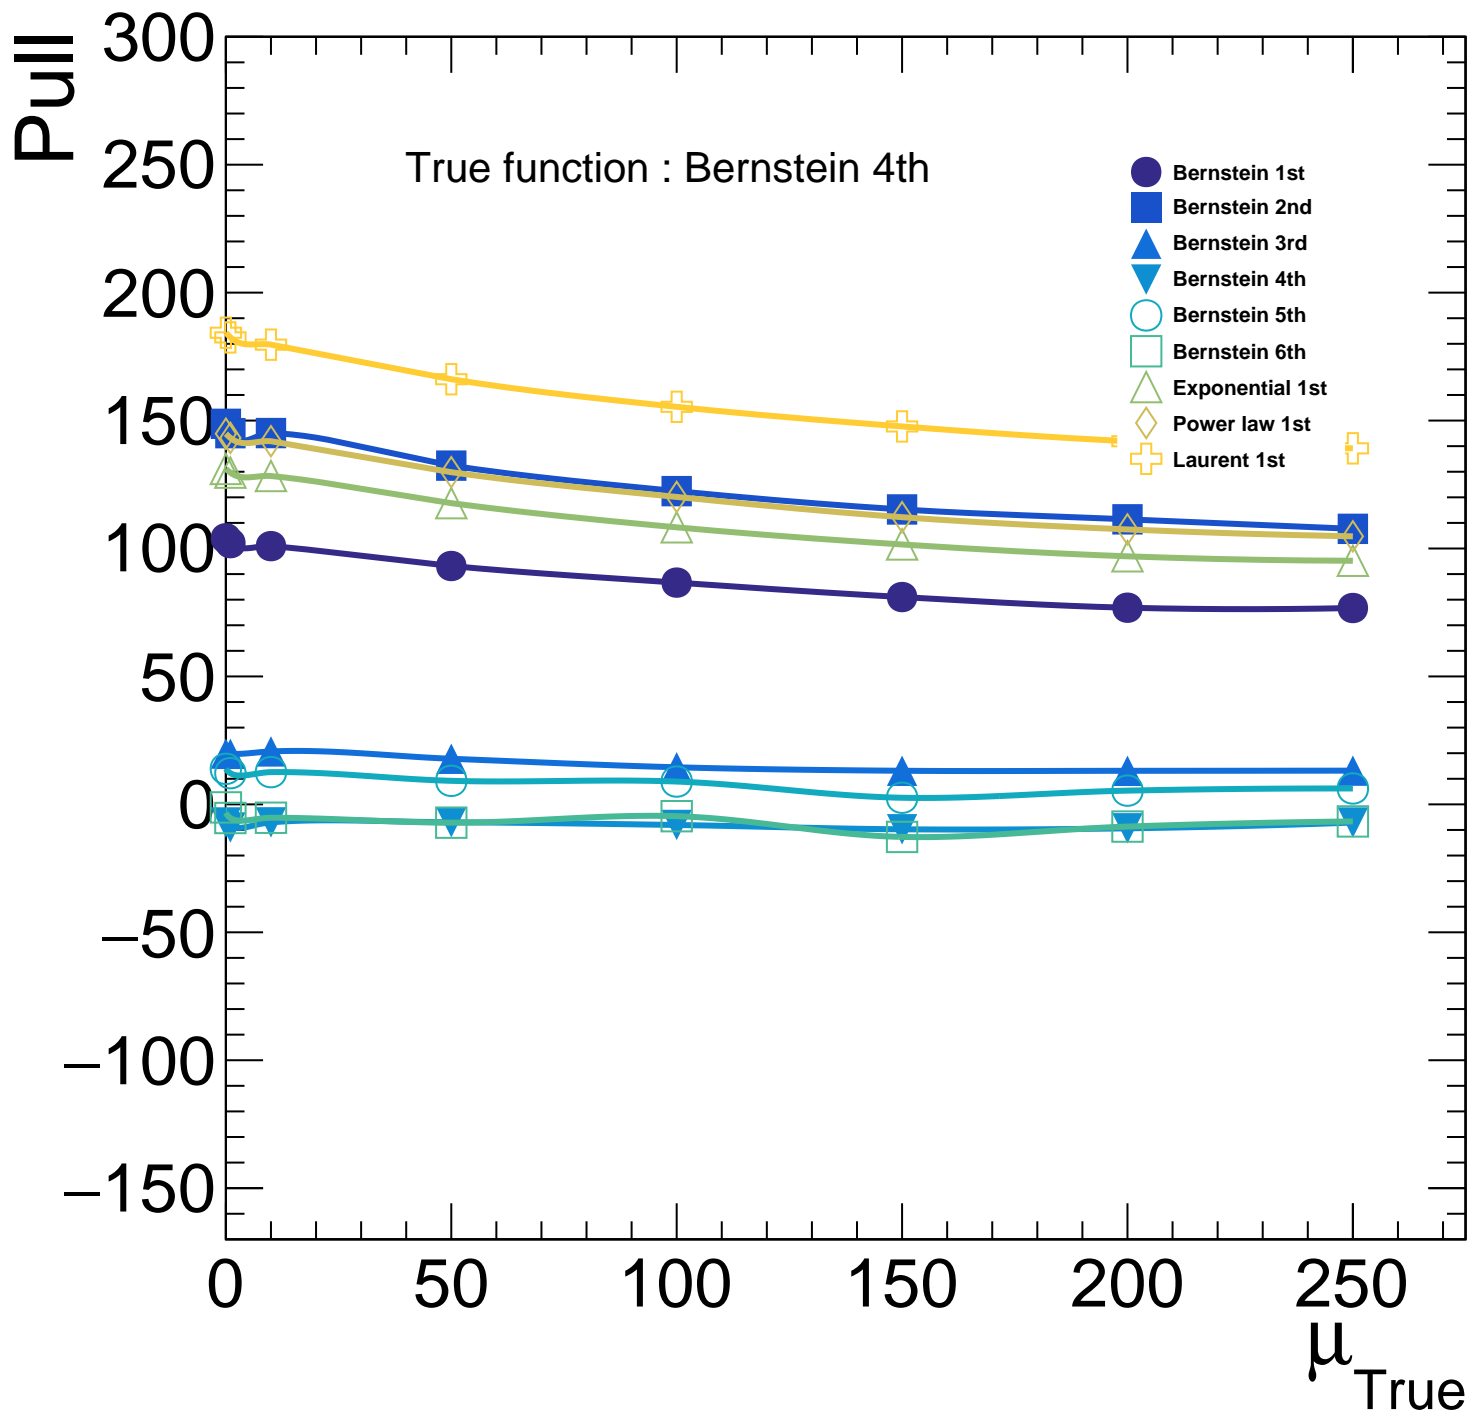 Pull
300
250
200
150
100
50
0
−50
−100
−150
True function : Bernstein 4th
Bernstein 1st
Bernstein 2nd
Bernstein 3rd
Bernstein 4th
Bernstein 5th
Bernstein 6th
Exponential 1st
Power law 1st
Laurent 1st
0 50 100 150 200 250
μ True